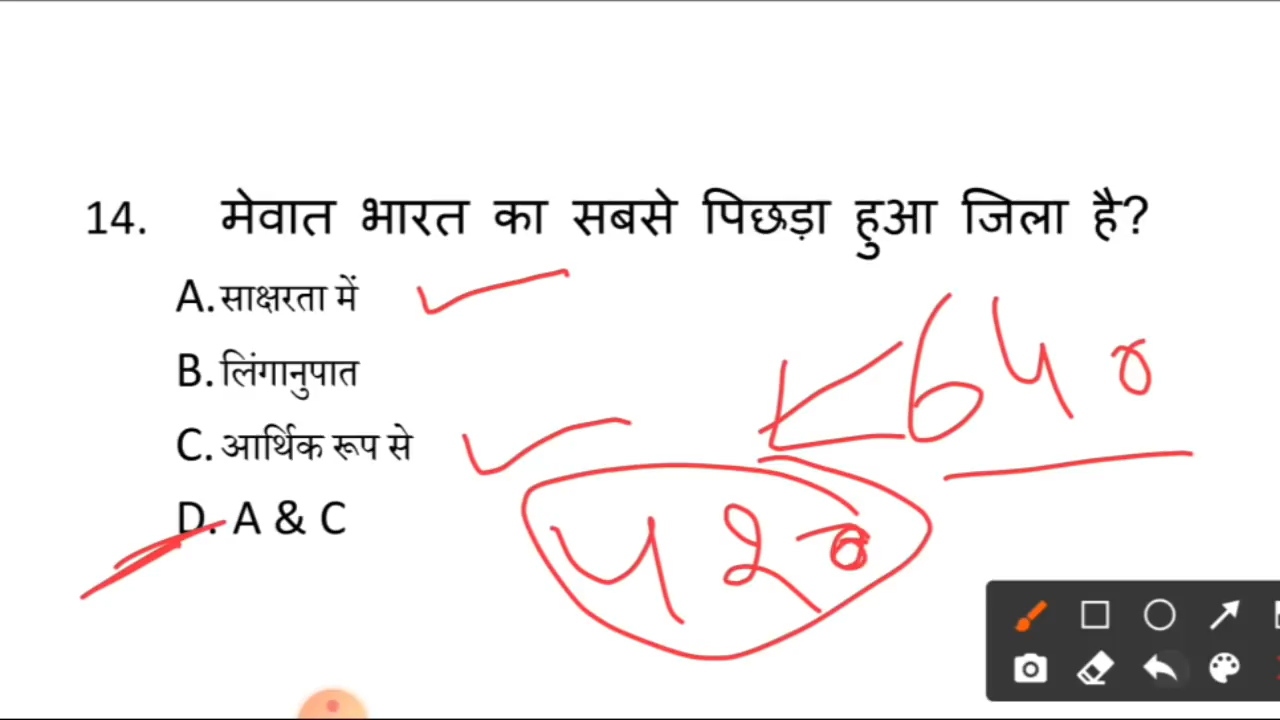 14. मेवात भारत का सबसे पिछड़ा हुआ जिला है?
A. साक्षरता में
B. लिंगानुपात
C. आर्थिक रूप से
D. A & C